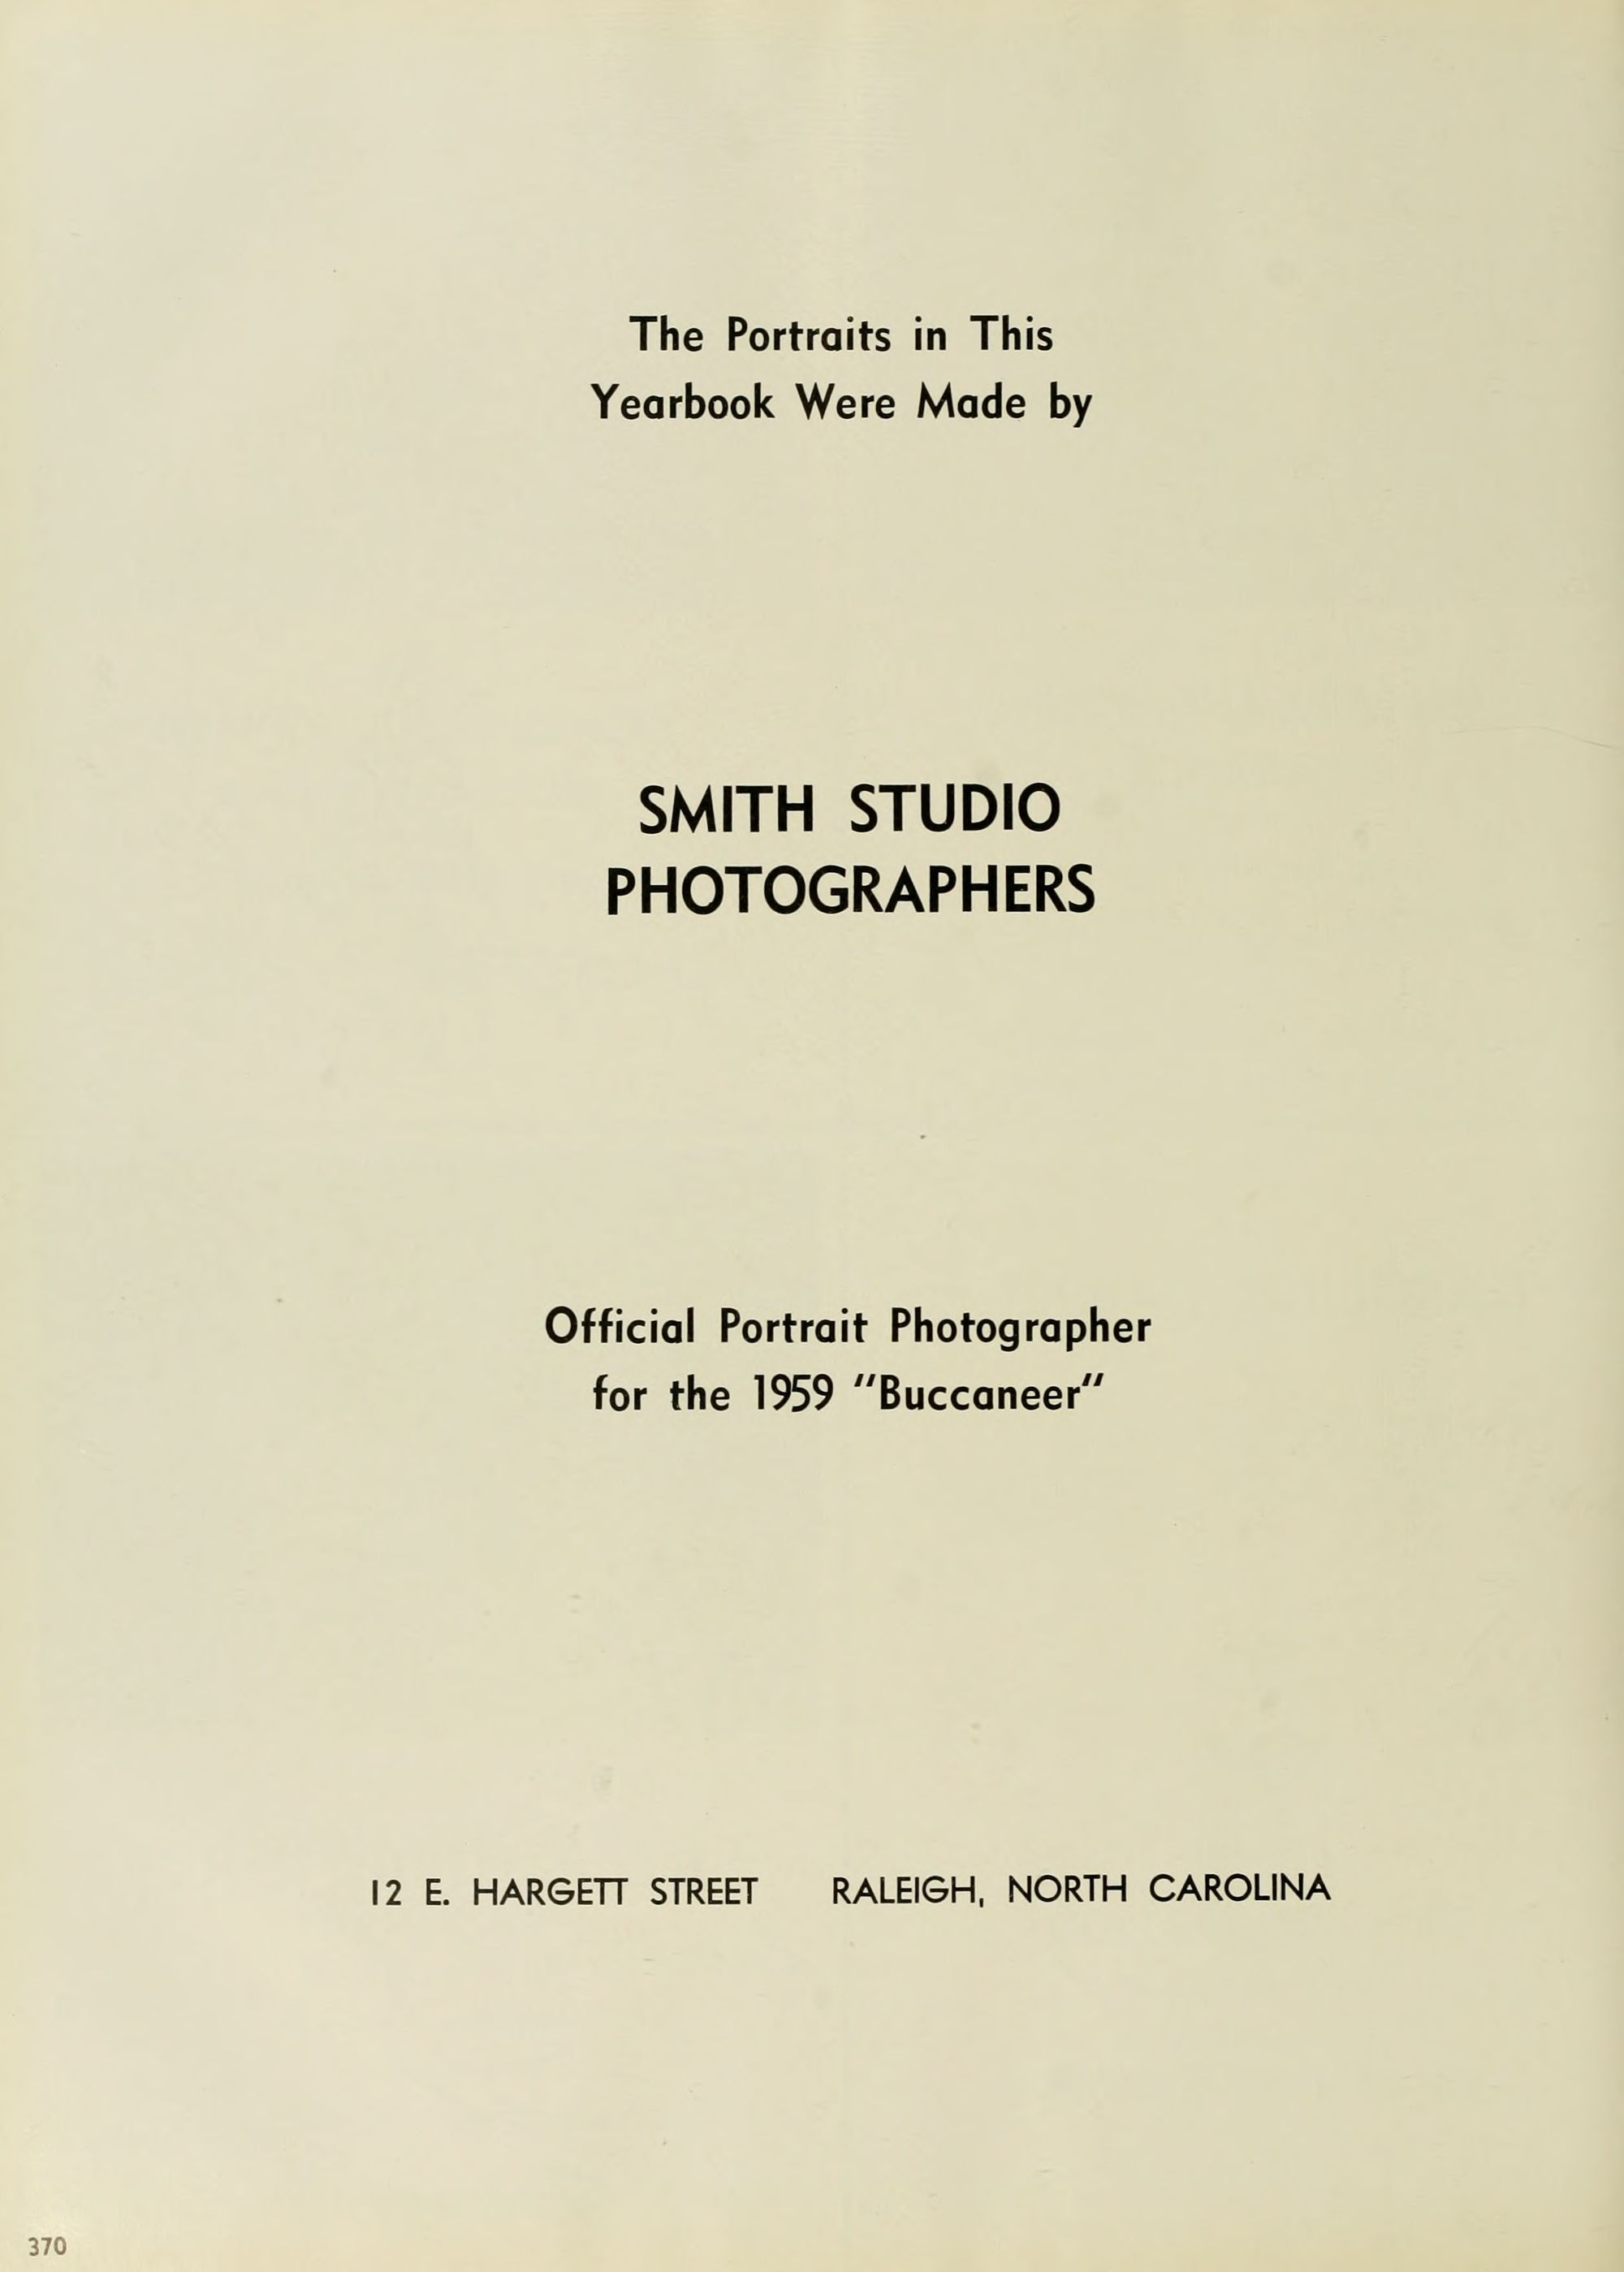 The Portraits in This
Yearbook Were Made by
SMITH STUDIO
PHOTOGRAPHERS
Official Portrait Photographer
for the 1959 "Buccaneer"
12 E. HARGETT STREET RALEIGH, NORTH CAROLINA
370